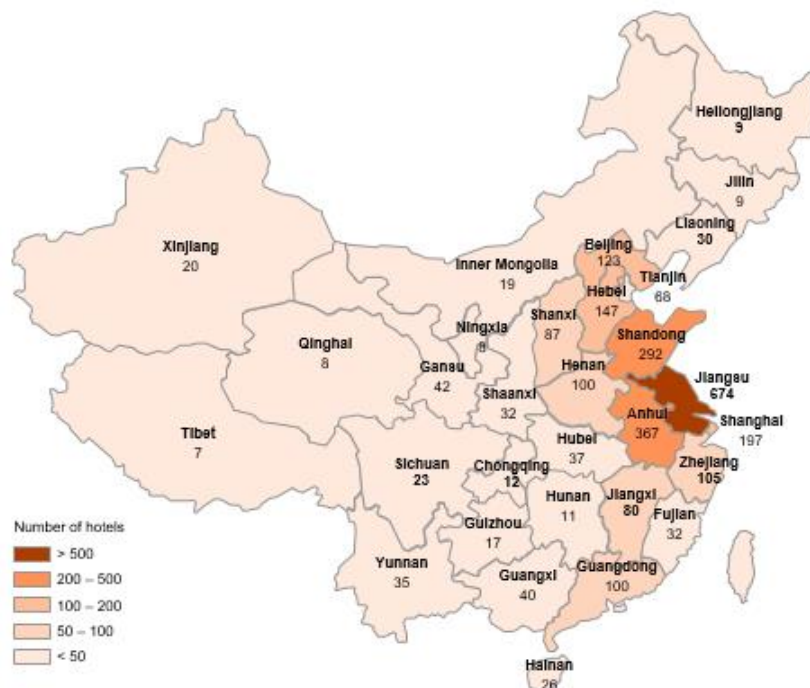 Heilongjiang
9
Jilin
9
Liaoning
30
Xinjiang
20
Inner Mongolia
19
Beijing
123
Tianjin
68
Hebei
147
Shanxi
87
Ningxia
8
Qinghai
8
Gansu
42
Shandong
292
Shaanxi
32
Henan
100
Jiangsu
674
Anhui
367
Shanghai
197
Tibet
7
Sichuan
23
Chongqing
12
Hubei
37
Zhejiang
105
Hunan
11
Jiangxi
80
Fujian
32
Guizhou
17
Yunnan
35
Guangxi
40
Guangdong
100
Hainan
26
Number of hotels
> 500
200 – 500
100 – 200
50 – 100
< 50